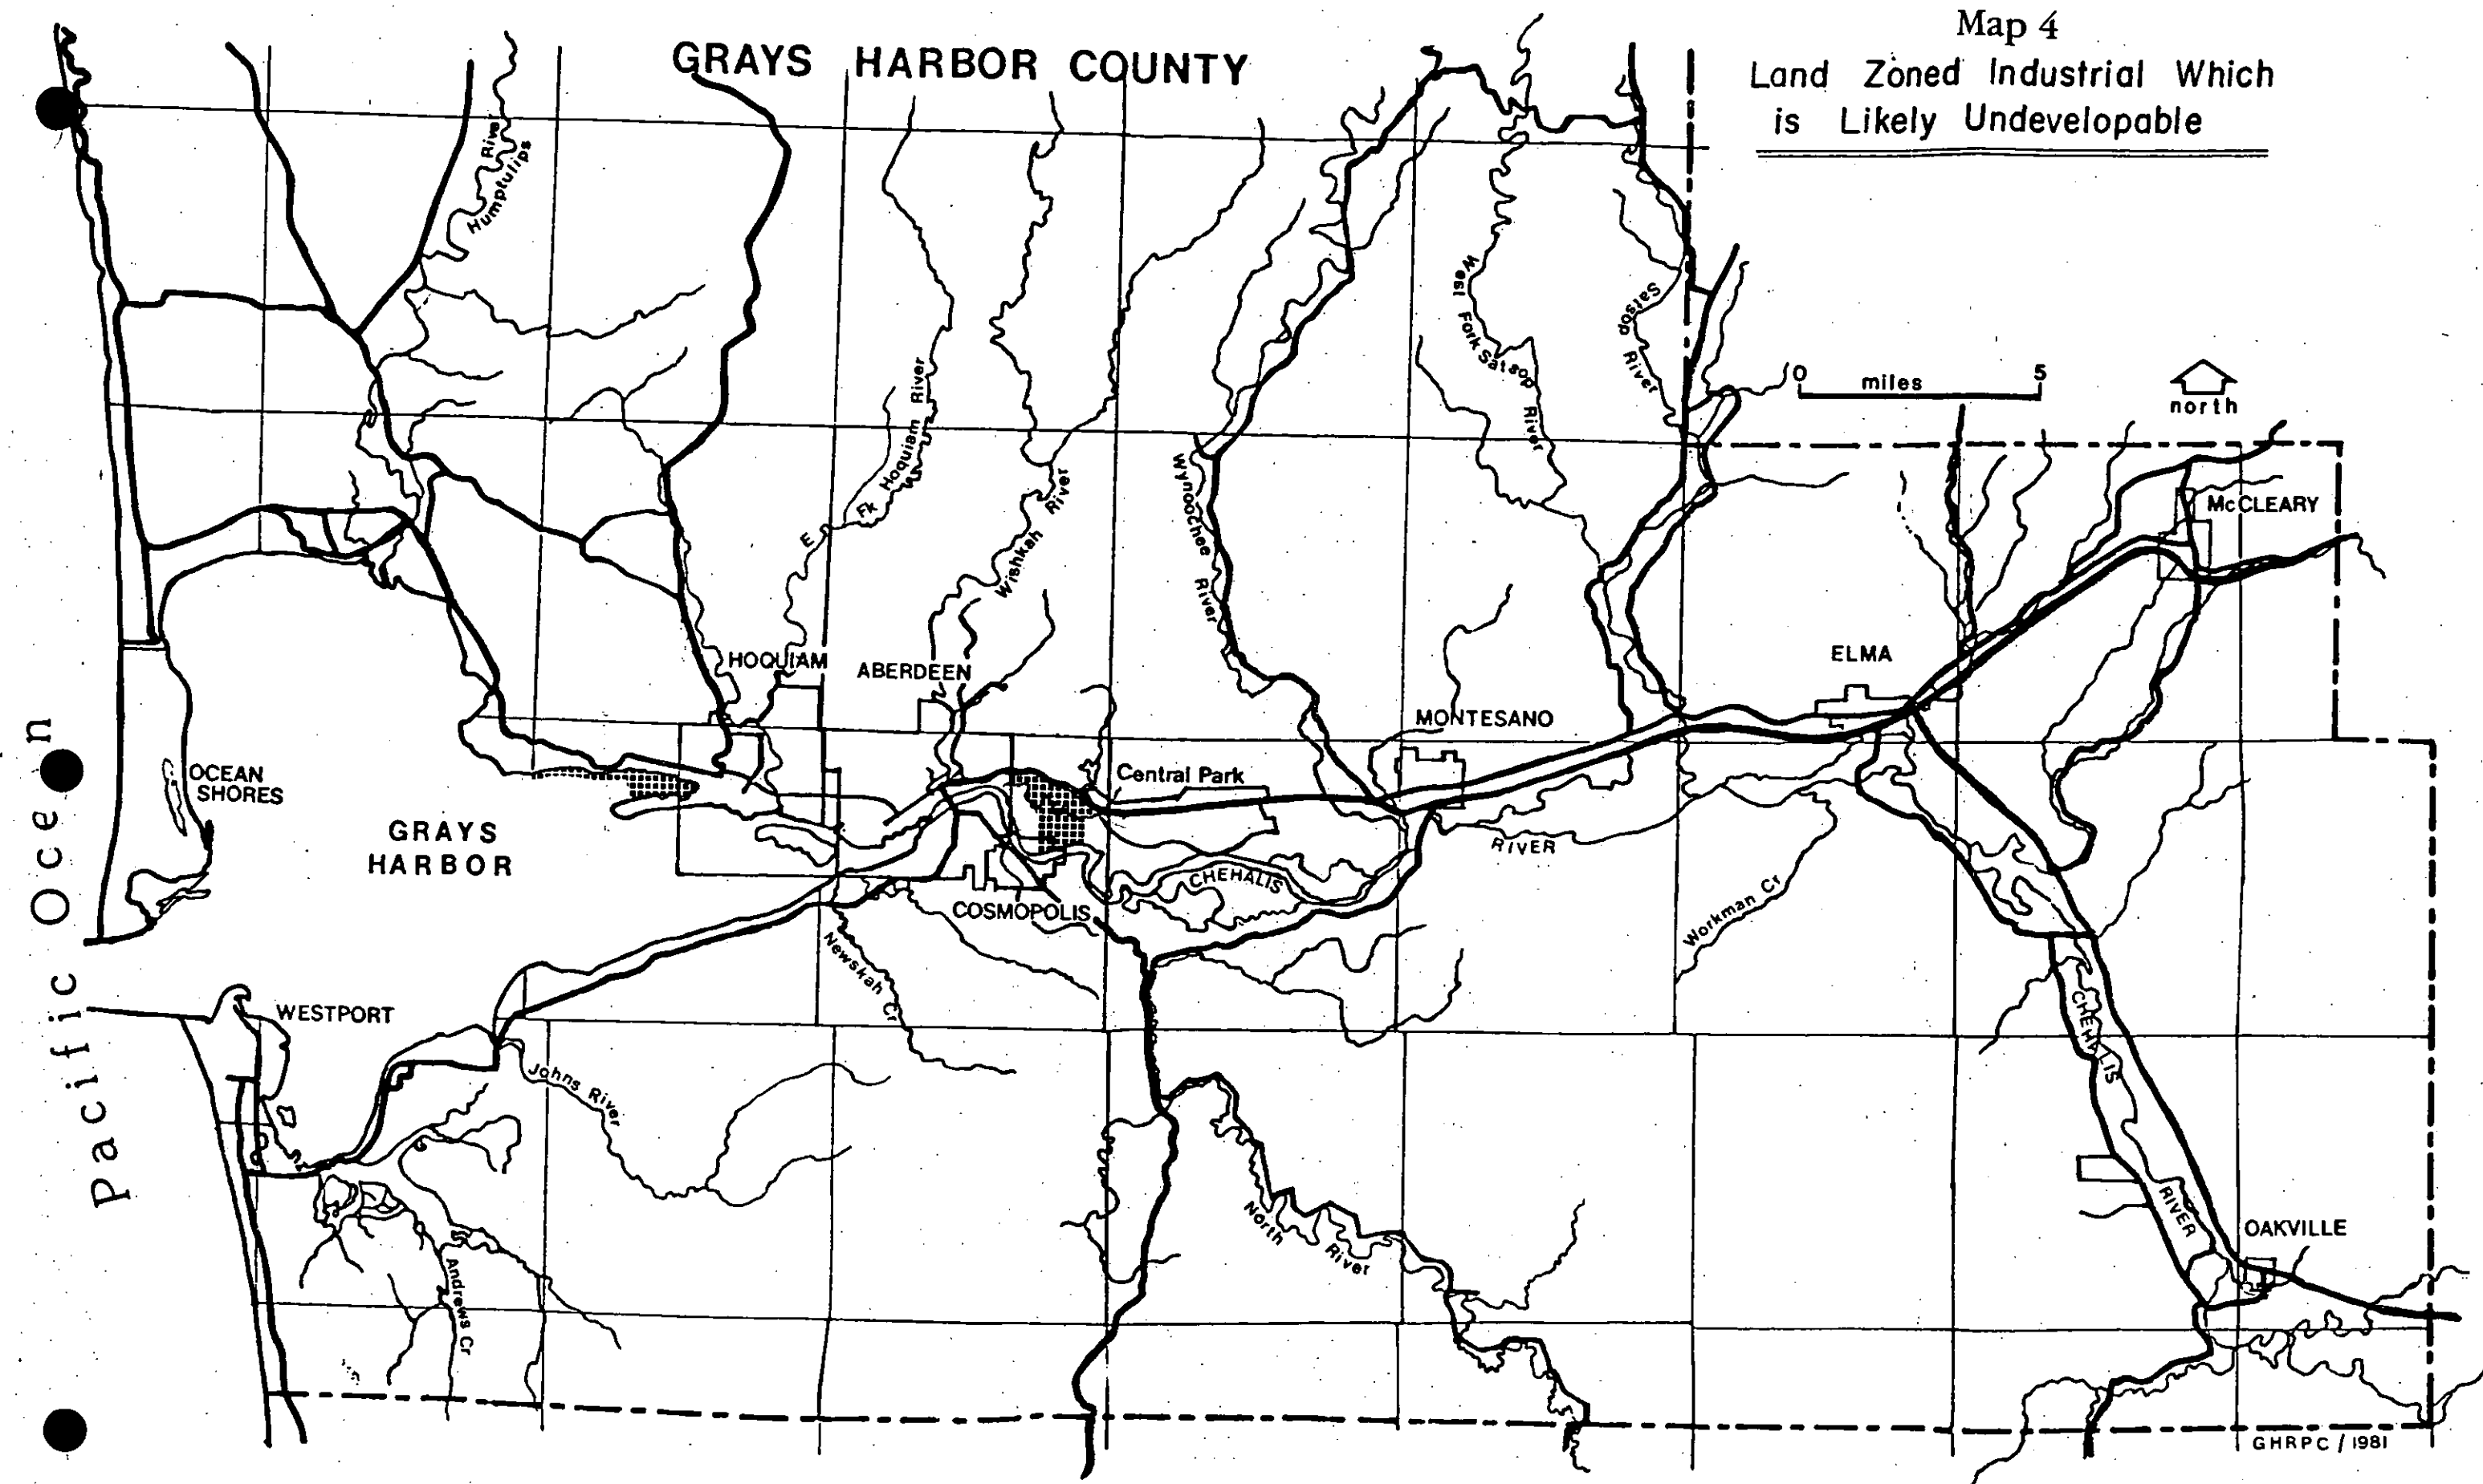 Map 4
Land Zoned Industrial Which
is Likely Undevelopable
GRAYS HARBOR COUNTY
Humptulips River
West Fork Satsop River
Satsop River
0 miles 5
north
E Fk Hoquiam River
Wishkah River
Wynoochee River
McCLEARY
HOQUIAM
ABERDEEN
ELMA
MONTESANO
Central Park
OCEAN
SHORES
GRAYS
HARBOR
Pacific Ocean
CHEHALIS
RIVER
COSMOPOLIS
Workman Cr
Newskah Cr
WESTPORT
Johns River
CHEHALIS
RIVER
North River
OAKVILLE
Andrews Cr
GHRPC / 1981